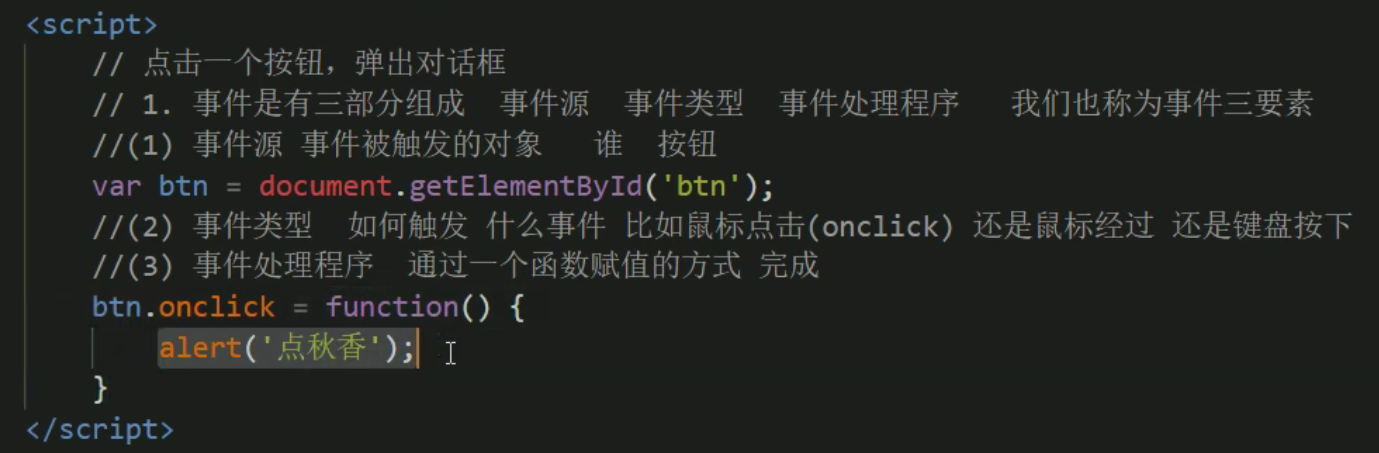 <script>
// 点击一个按钮，弹出对话框
// 1. 事件是有三部分组成 事件源 事件类型 事件处理程序 我们也称为事件三要素
//(1) 事件源 事件被触发的对象 谁 按钮
var btn = document.getElementById('btn');
//(2) 事件类型 如何触发 什么事件 比如鼠标点击(onclick) 还是鼠标经过 还是键盘按下
//(3) 事件处理程序 通过一个函数赋值的方式 完成
btn.onclick = function() {
alert('点秋香');
}
</script>